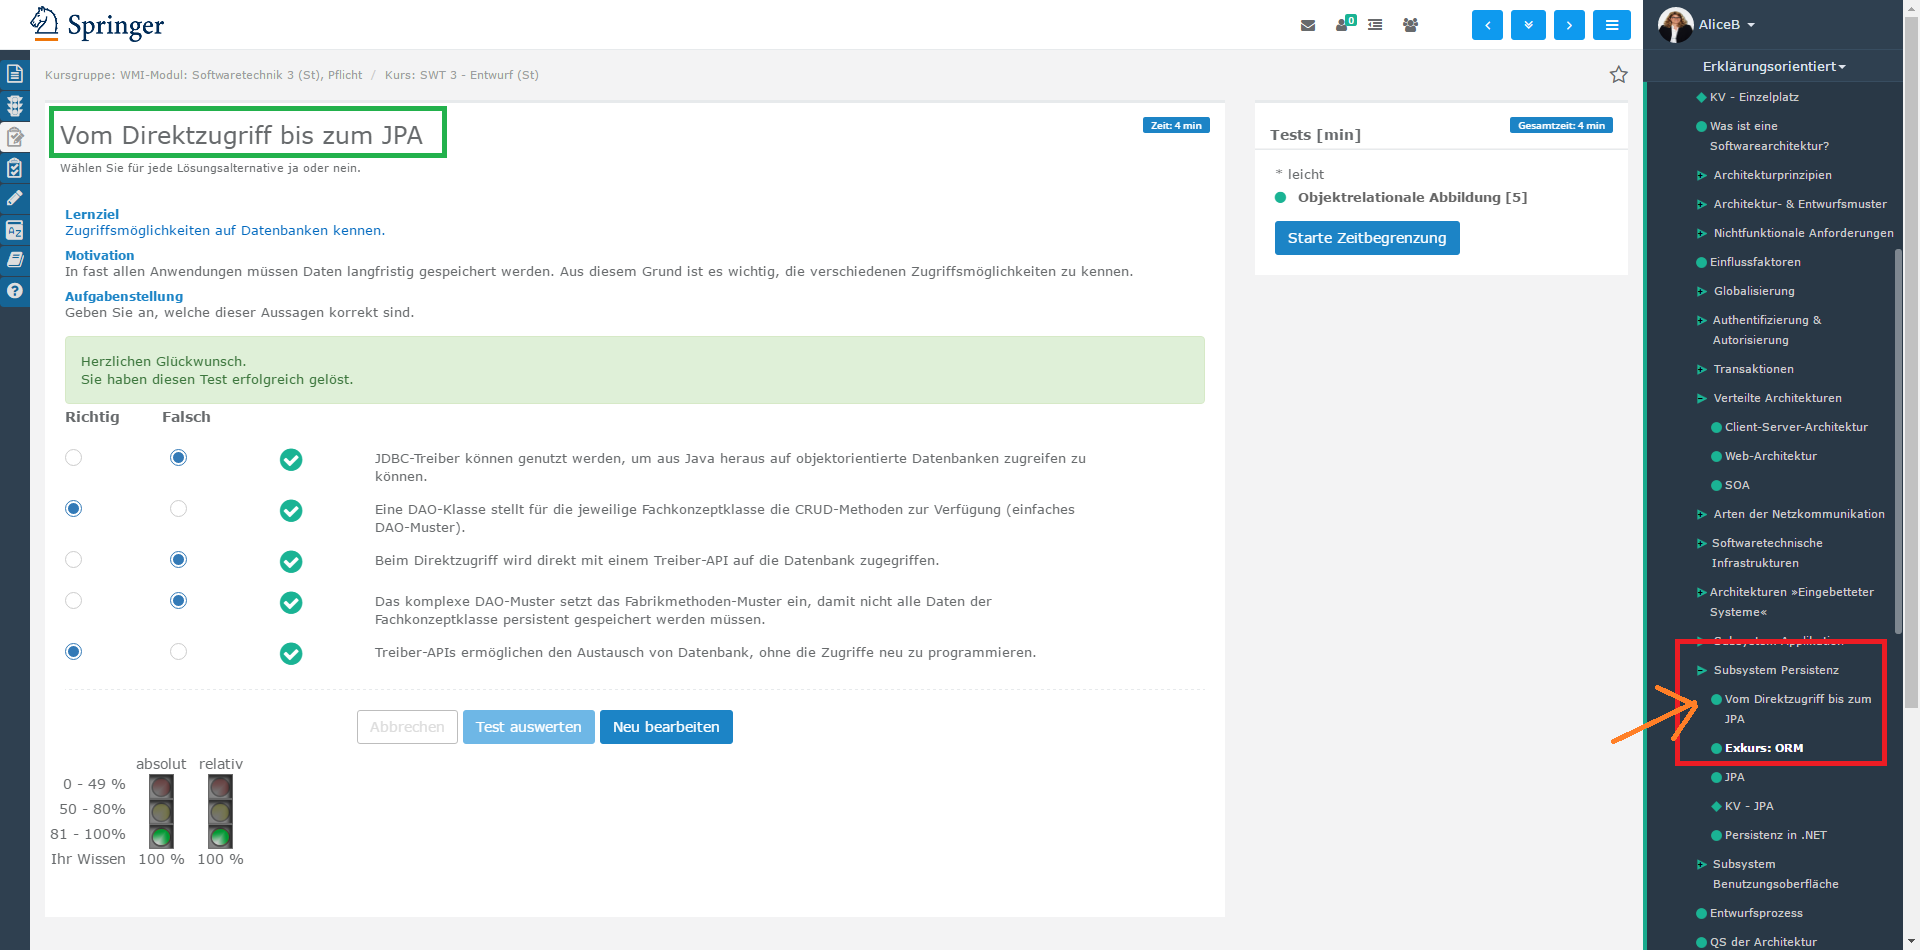 Springer
0
AliceB
Erklärungsorientiert
Kursgruppe: WMI-Modul: Softwaretechnik 3 (St), Pflicht / Kurs: SWT 3 - Entwurf (St)
Vom Direktzugriff bis zum JPA
Zeit: 4 min
Wählen Sie für jede Lösungsalternative ja oder nein.
Lernziel
Zugriffsmöglichkeiten auf Datenbanken kennen.
Motivation
In fast allen Anwendungen müssen Daten langfristig gespeichert werden. Aus diesem Grund ist es wichtig, die verschiedenen Zugriffsmöglichkeiten zu kennen.
Aufgabenstellung
Geben Sie an, welche dieser Aussagen korrekt sind.
Herzlichen Glückwunsch.
Sie haben diesen Test erfolgreich gelöst.
Richtig Falsch
JDBC-Treiber können genutzt werden, um aus Java heraus auf objektorientierte Datenbanken zugreifen zu
können.
Eine DAO-Klasse stellt für die jeweilige Fachkonzeptklasse die CRUD-Methoden zur Verfügung (einfaches
DAO-Muster).
Beim Direktzugriff wird direkt mit einem Treiber-API auf die Datenbank zugegriffen.
Das komplexe DAO-Muster setzt das Fabrikmethoden-Muster ein, damit nicht alle Daten der
Fachkonzeptklasse persistent gespeichert werden müssen.
Treiber-APIs ermöglichen den Austausch von Datenbank, ohne die Zugriffe neu zu programmieren.
Abbrechen Test auswerten Neu bearbeiten
absolut relativ
0 - 49 %
50 - 80%
81 - 100%
Ihr Wissen 100 % 100 %
Tests [min]
Gesamtzeit: 4 min
* leicht
Objektrelationale Abbildung [5]
Starte Zeitbegrenzung
KV - Einzelplatz
Was ist eine
Softwarearchitektur?
Architekturprinzipien
Architektur- & Entwurfsmuster
Nichtfunktionale Anforderungen
Einflussfaktoren
Globalisierung
Authentifizierung &
Autorisierung
Transaktionen
Verteilte Architekturen
Client-Server-Architektur
Web-Architektur
SOA
Arten der Netzkommunikation
Softwaretechnische
Infrastrukturen
Architekturen »Eingebetteter
Systeme«
Subsystem Applikation
Subsystem Persistenz
Vom Direktzugriff bis zum
JPA
Exkurs: ORM
JPA
KV - JPA
Persistenz in .NET
Subsystem
Benutzungsoberfläche
Entwurfsprozess
QS der Architektur